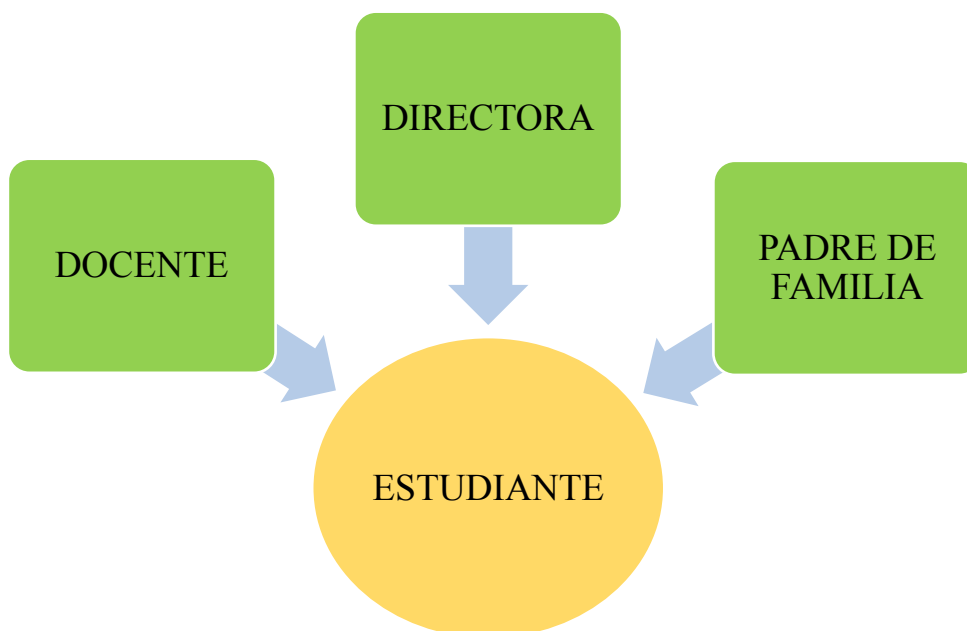 DIRECTORA
DOCENTE
PADRE DE
FAMILIA
ESTUDIANTE